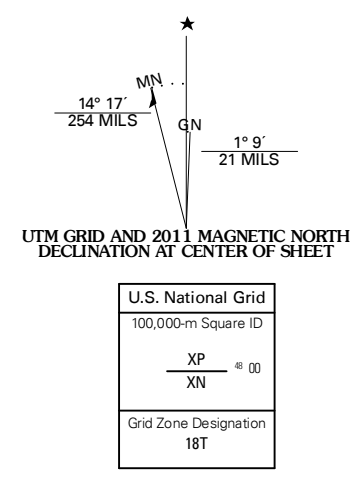 MN
14° 17´
254 MILS
GN
1° 9´
21 MILS
UTM GRID AND 2011 MAGNETIC NORTH
DECLINATION AT CENTER OF SHEET
U.S. National Grid
100,000-m Square ID
XP
48 00
XN
Grid Zone Designation
18T